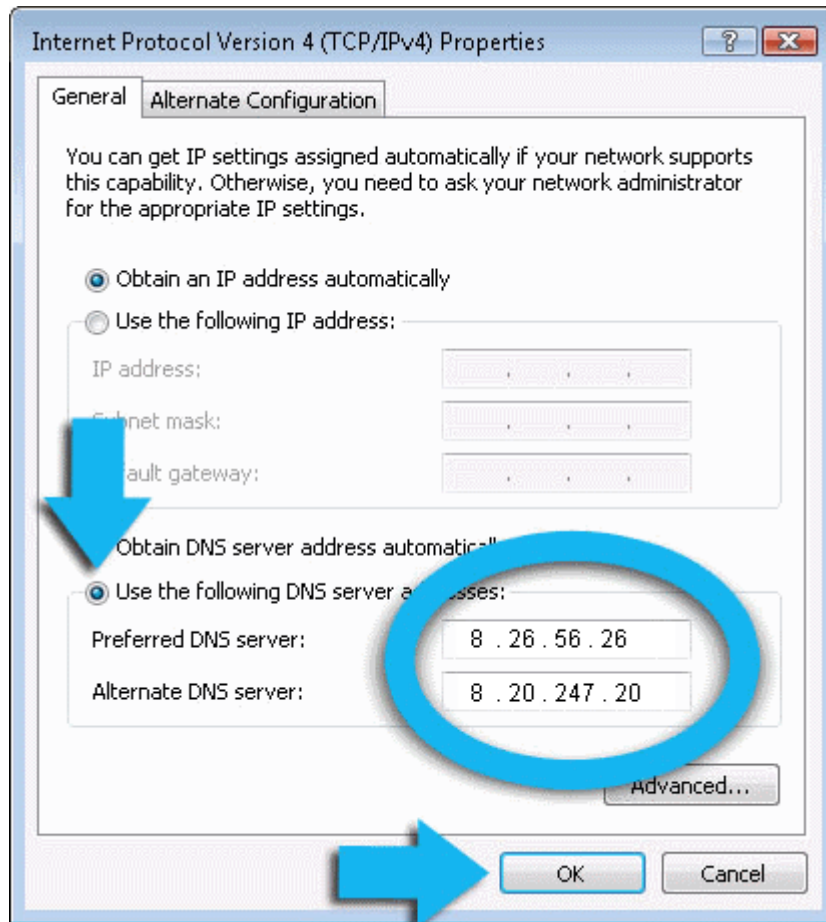 Internet Protocol Version 4 (TCP/IPv4) Properties
General
Alternate Configuration
You can get IP settings assigned automatically if your network supports
this capability. Otherwise, you need to ask your network administrator
for the appropriate IP settings.
Obtain an IP address automatically
Use the following IP address:
IP address:
mask:
gateway:
Obtain DNS server address
Use the following DNS server addresses:
Preferred DNS server: 8 . 26 . 56 . 26
Alternate DNS server: 8 . 20 . 247 . 20
Advanced...
OK
Cancel